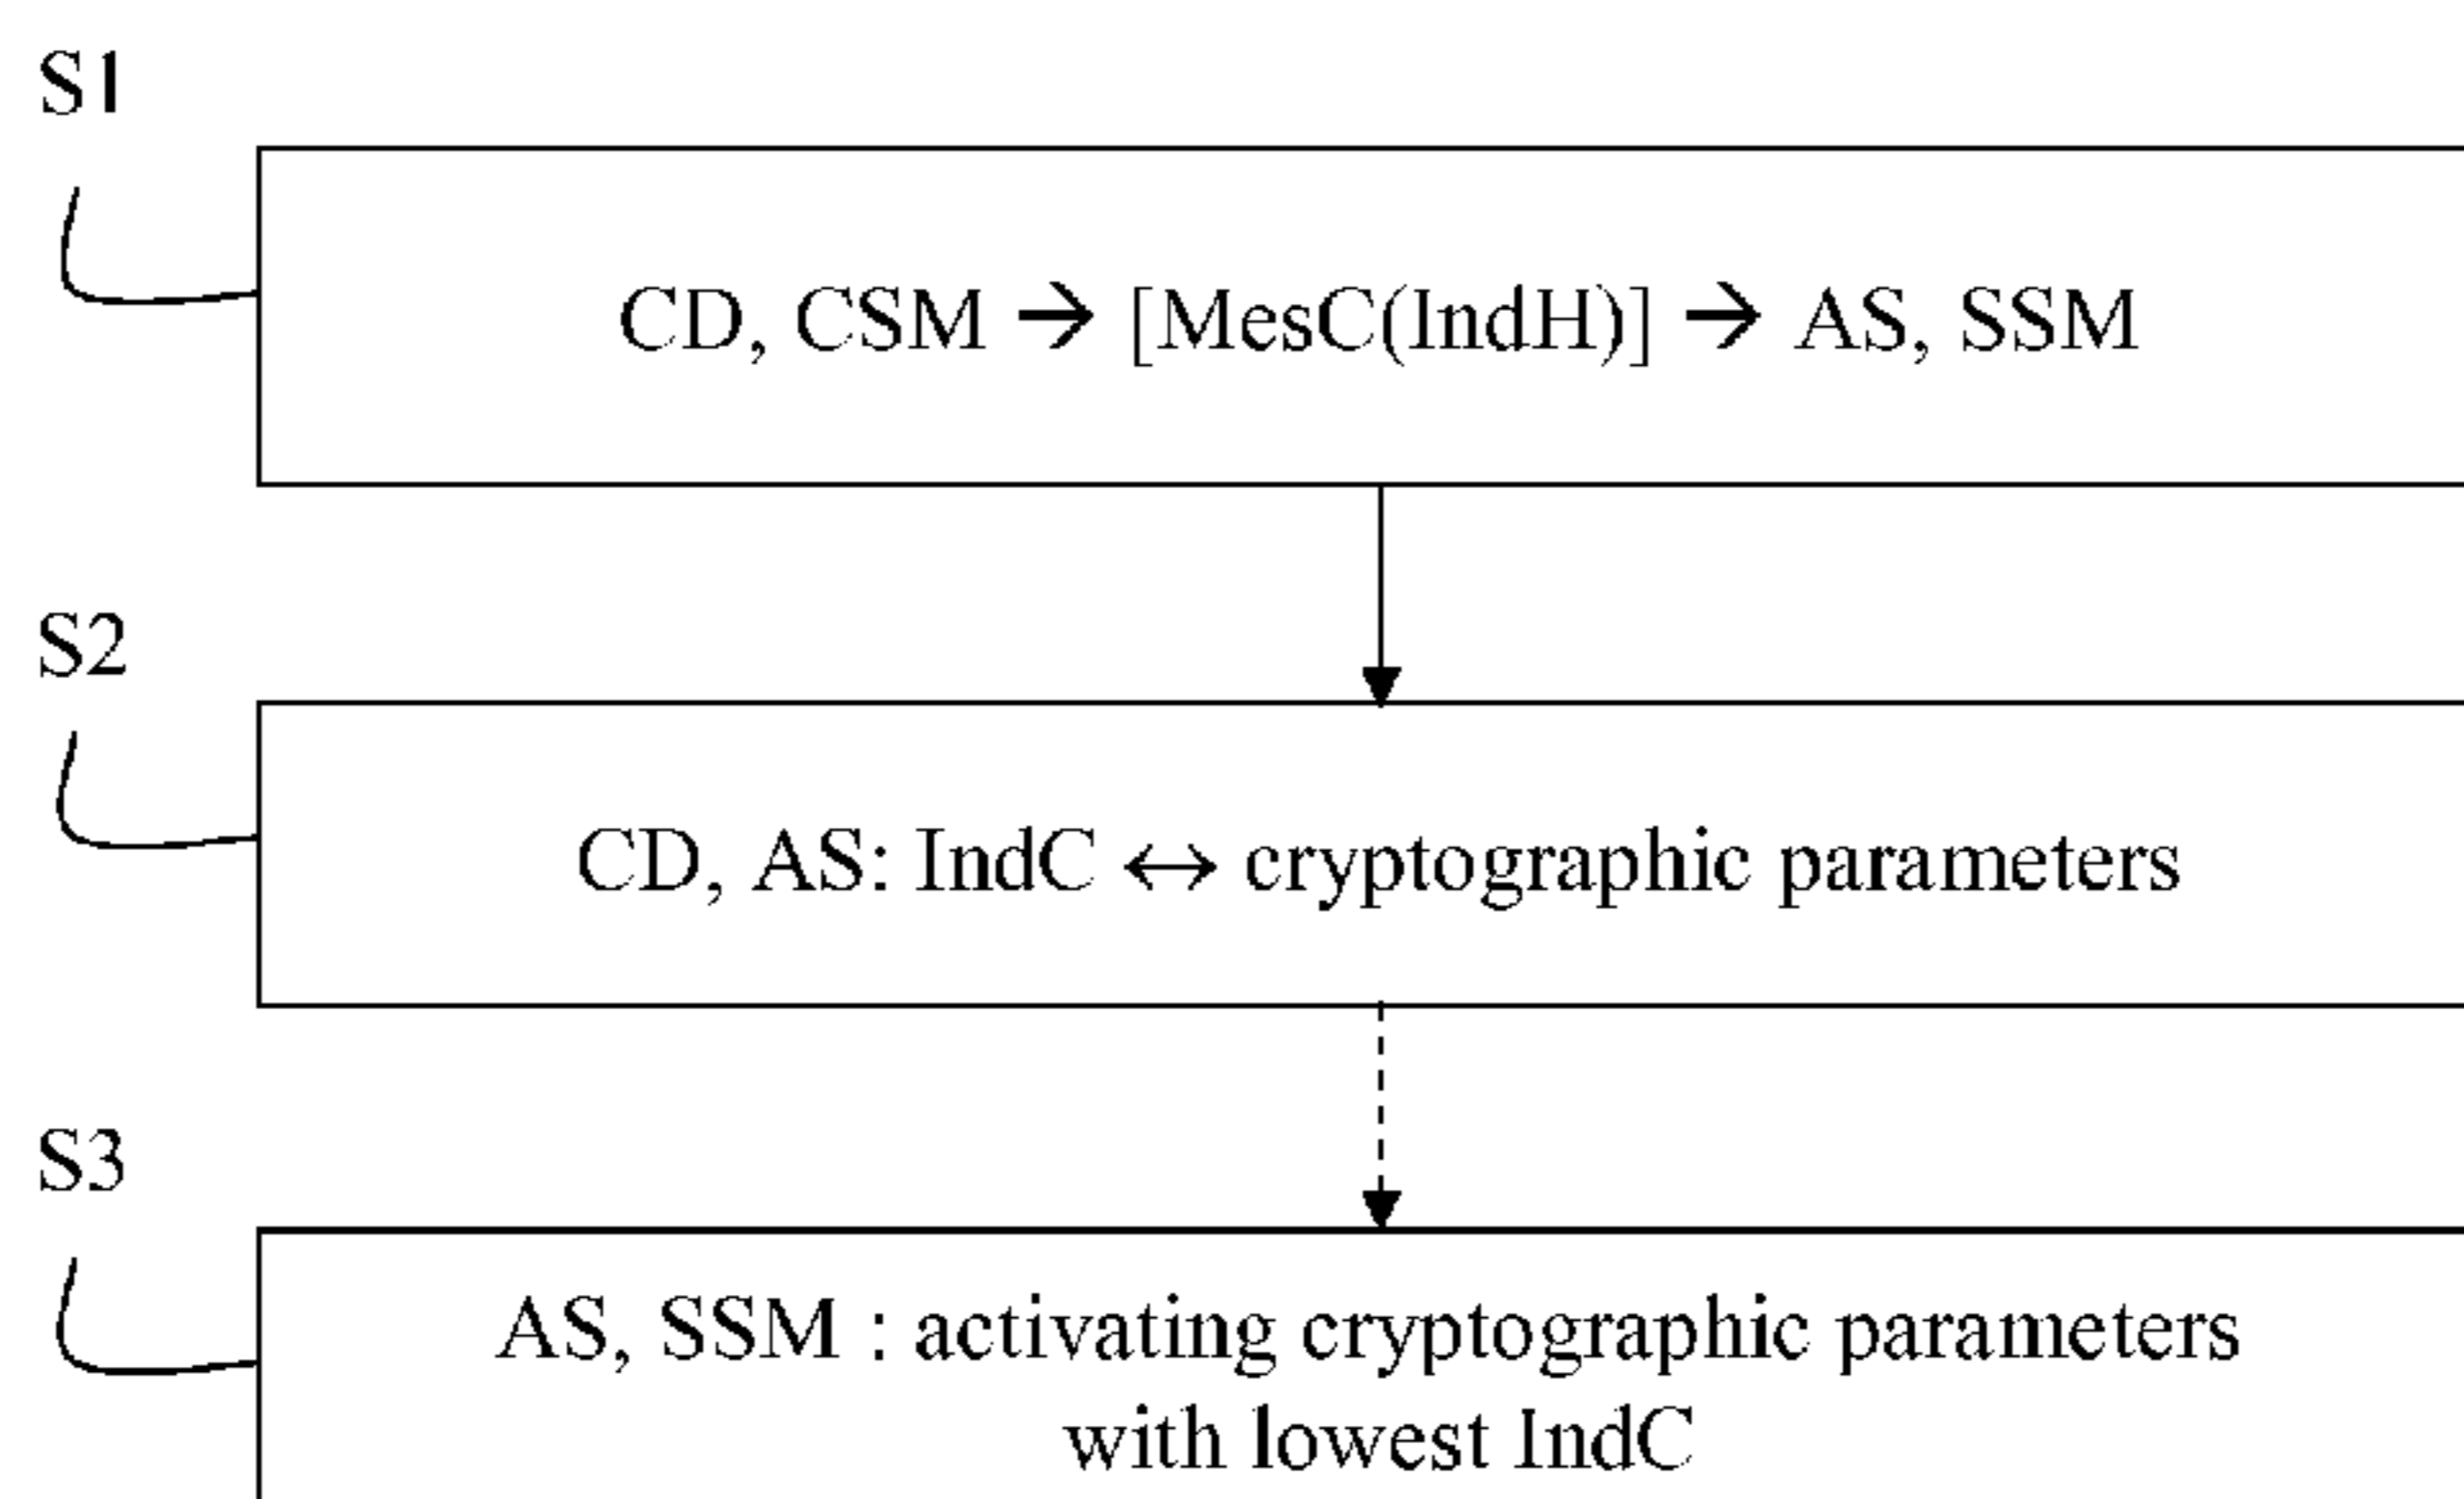 S1
CD, CSM → [MesC(IndH)] → AS, SSM
S2
CD, AS: IndC ↔ cryptographic parameters
S3
AS, SSM : activating cryptographic parameters
with lowest IndC